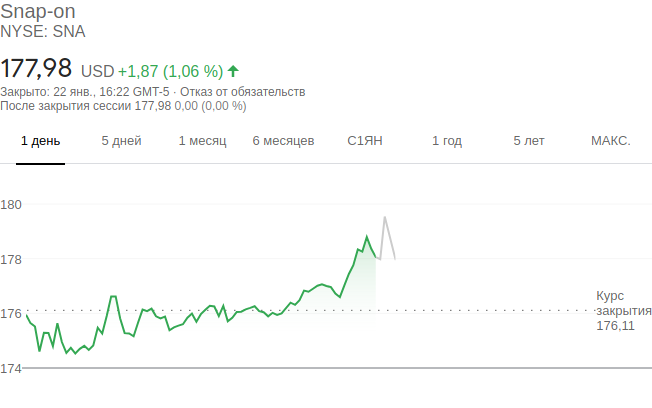 Snap-on
NYSE: SNA
177,98 USD +1,87 (1,06 %)
Закрыто: 22 янв., 16:22 GMT-5 · Отказ от обязательств
После закрытия сессии 177,98 0,00 (0,00 %)
1 день 5 дней 1 месяц 6 месяцев С1ЯН 1 год 5 лет МАКС.
180
178
176
Курс
закрытия
176,11
174